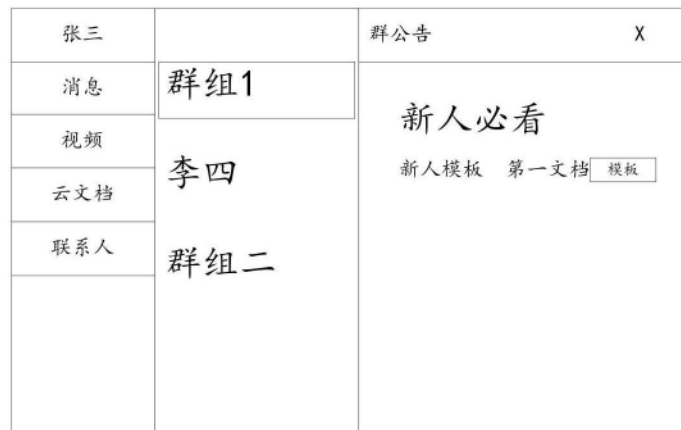 张三
消息
视频
云文档
联系人
群组1
李四
群组二
群公告 X
新人必看
新人模板 第一文档 模板